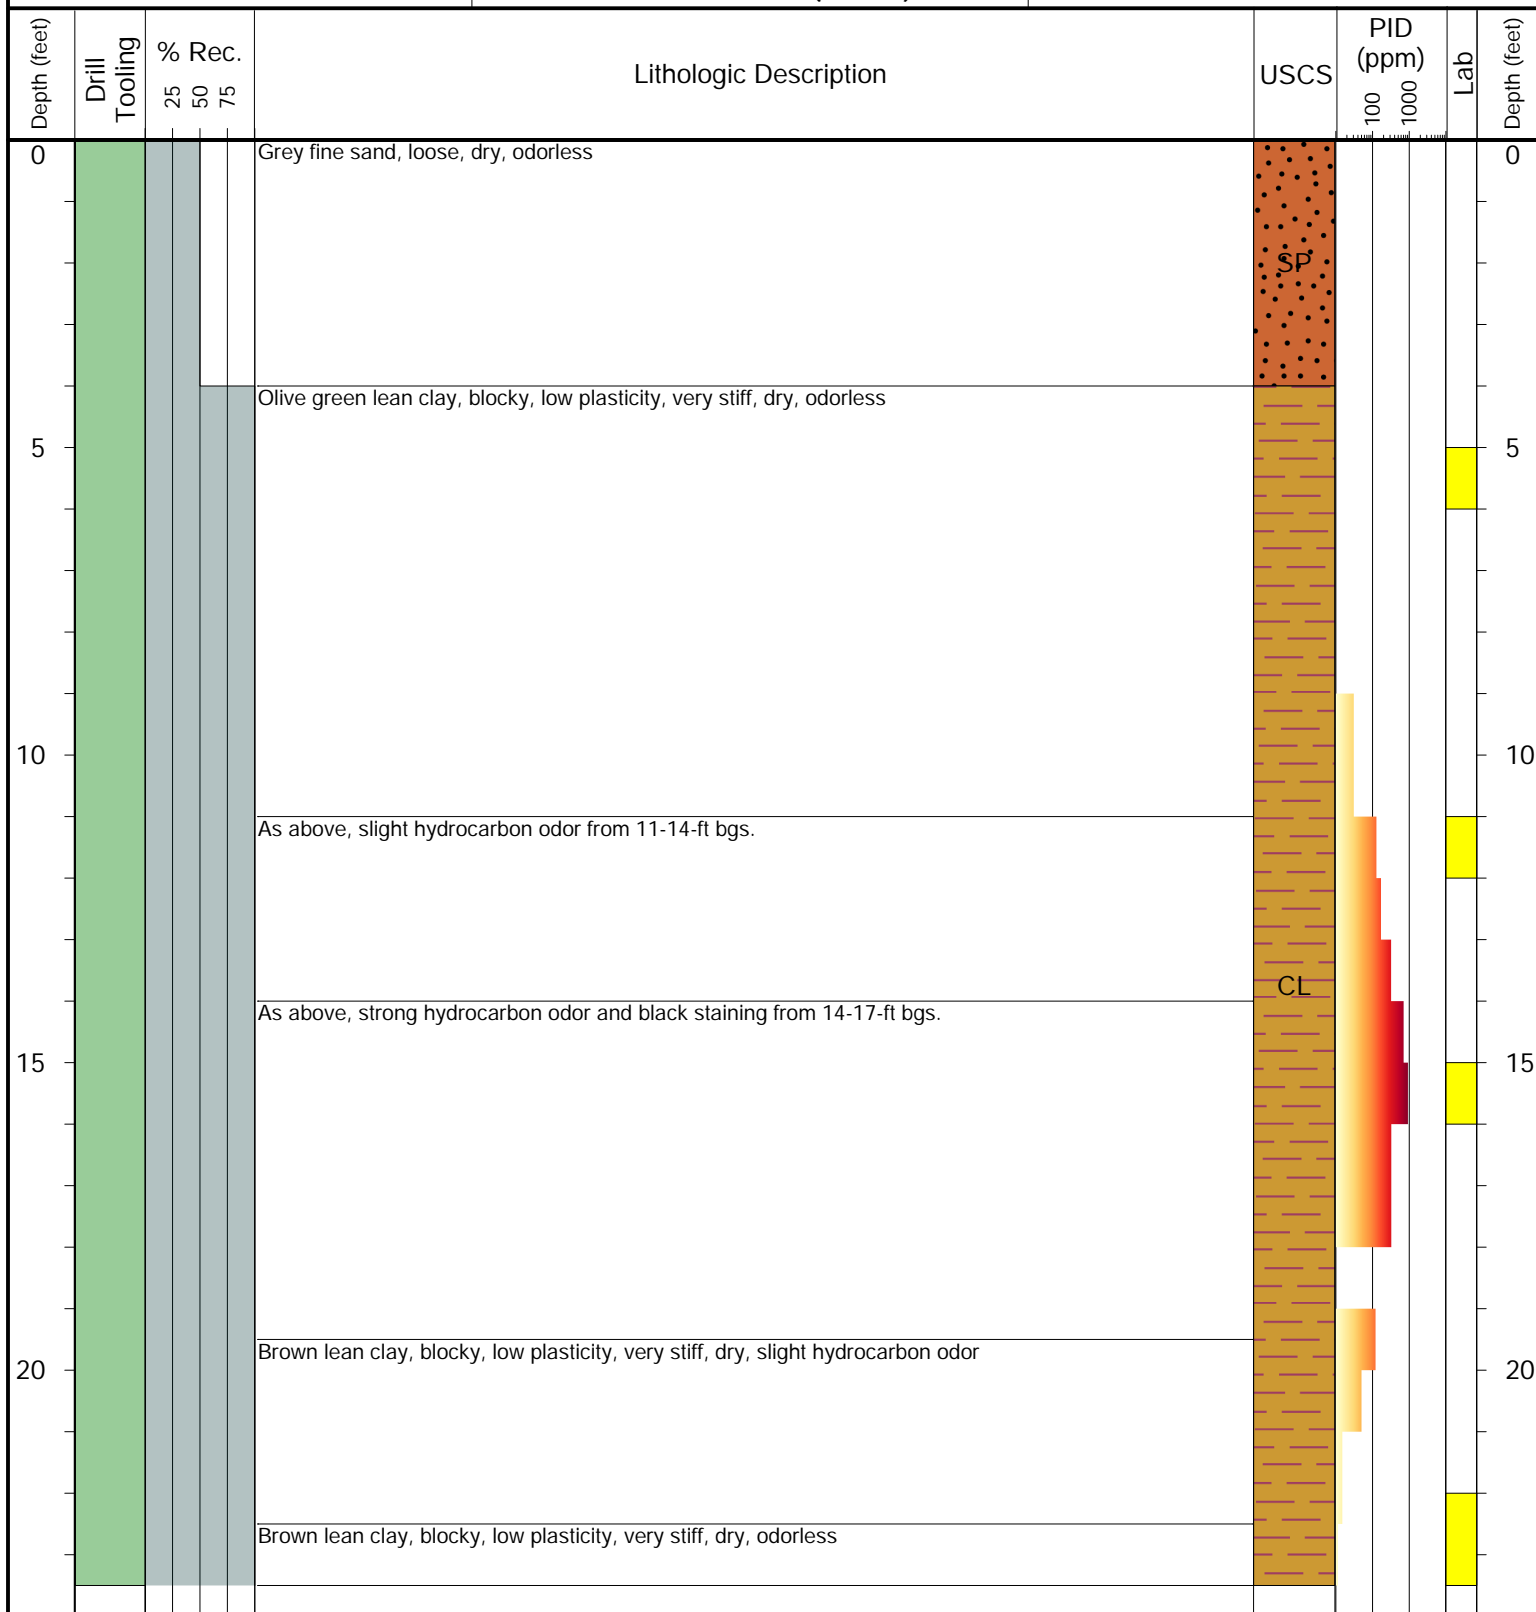 Depth (feet)
Drill
Tooling
% Rec.
25 50 75
Lithologic Description
USCS
PID
(ppm)
100 1000
Lab
Depth (feet)
0 Grey fine sand, loose, dry, odorless 0
SP
Olive green lean clay, blocky, low plasticity, very stiff, dry, odorless
5 5
10 10
As above, slight hydrocarbon odor from 11-14-ft bgs.
CL
As above, strong hydrocarbon odor and black staining from 14-17-ft bgs.
15 15
Brown lean clay, blocky, low plasticity, very stiff, dry, slight hydrocarbon odor
20 20
Brown lean clay, blocky, low plasticity, very stiff, dry, odorless